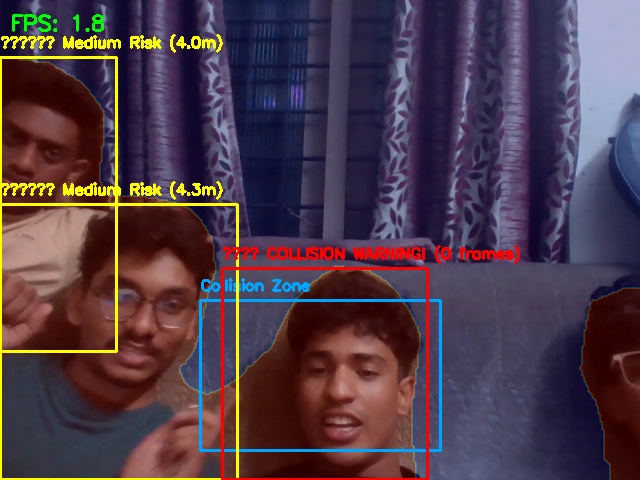 FPS: 1.8
?????? Medium Risk (4.0m)
?????? Medium Risk (4.3m)
???? COLLISION WARNING! (0 frames)
Collision Zone